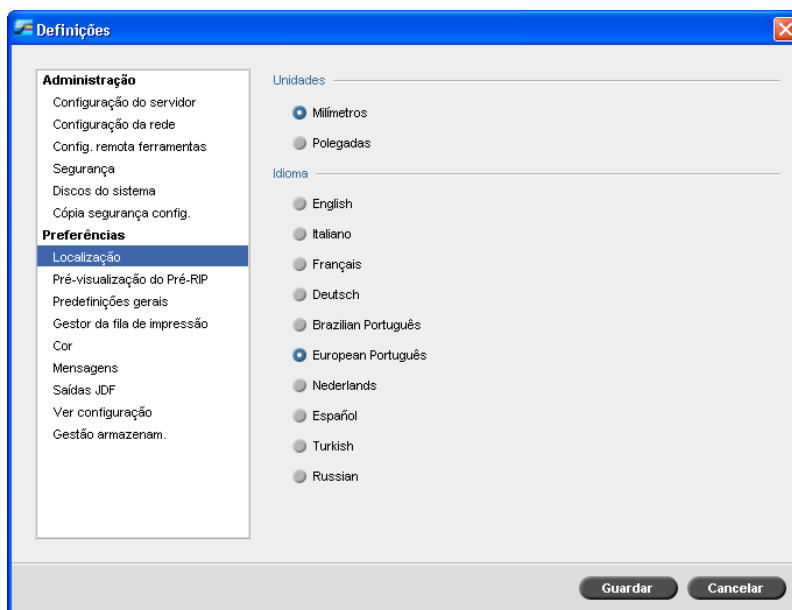 Definições
Administração
Configuração do servidor
Configuração da rede
Config. remota ferramentas
Segurança
Discos do sistema
Cópia segurança config.
Preferências
Localização
Pré-visualização do Pré-RIP
Predefinições gerais
Gestor da fila de impressão
Cor
Mensagens
Saídas JDF
Ver configuração
Gestão armazenam.
Unidades
Milímetros
Polegadas
Idioma
English
Italiano
Français
Deutsch
Brazilian Português
European Português
Nederlands
Español
Turkish
Russian
Guardar
Cancelar